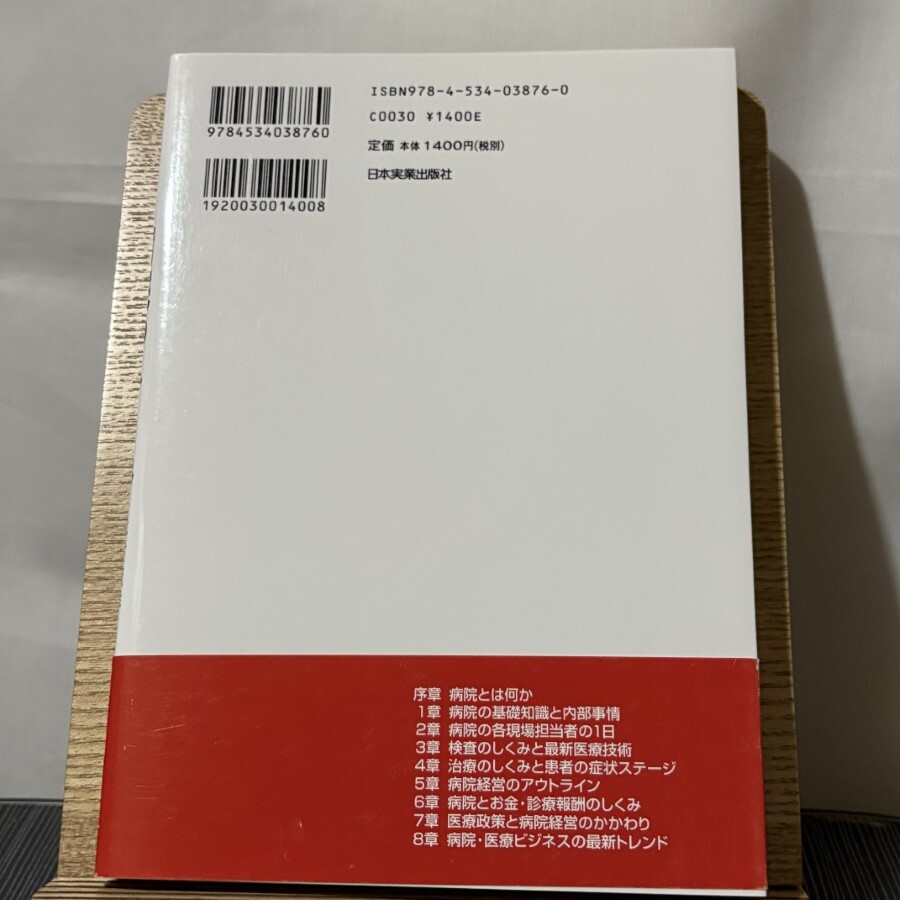 ISBN978-4-534-03876-0
C0030 ¥1400E
9784534038760
定価 本体1400円(税別)
日本実業出版社
1920030014008
序章 病院とは何か
1章 病院の基礎知識と内部事情
2章 病院の各現場担当者の1日
3章 検査のしくみと最新医療技術
4章 治療のしくみと患者の症状ステージ
5章 病院経営のアウトライン
6章 病院とお金・診療報酬のしくみ
7章 医療政策と病院経営のかかわり
8章 病院・医療ビジネスの最新トレンド